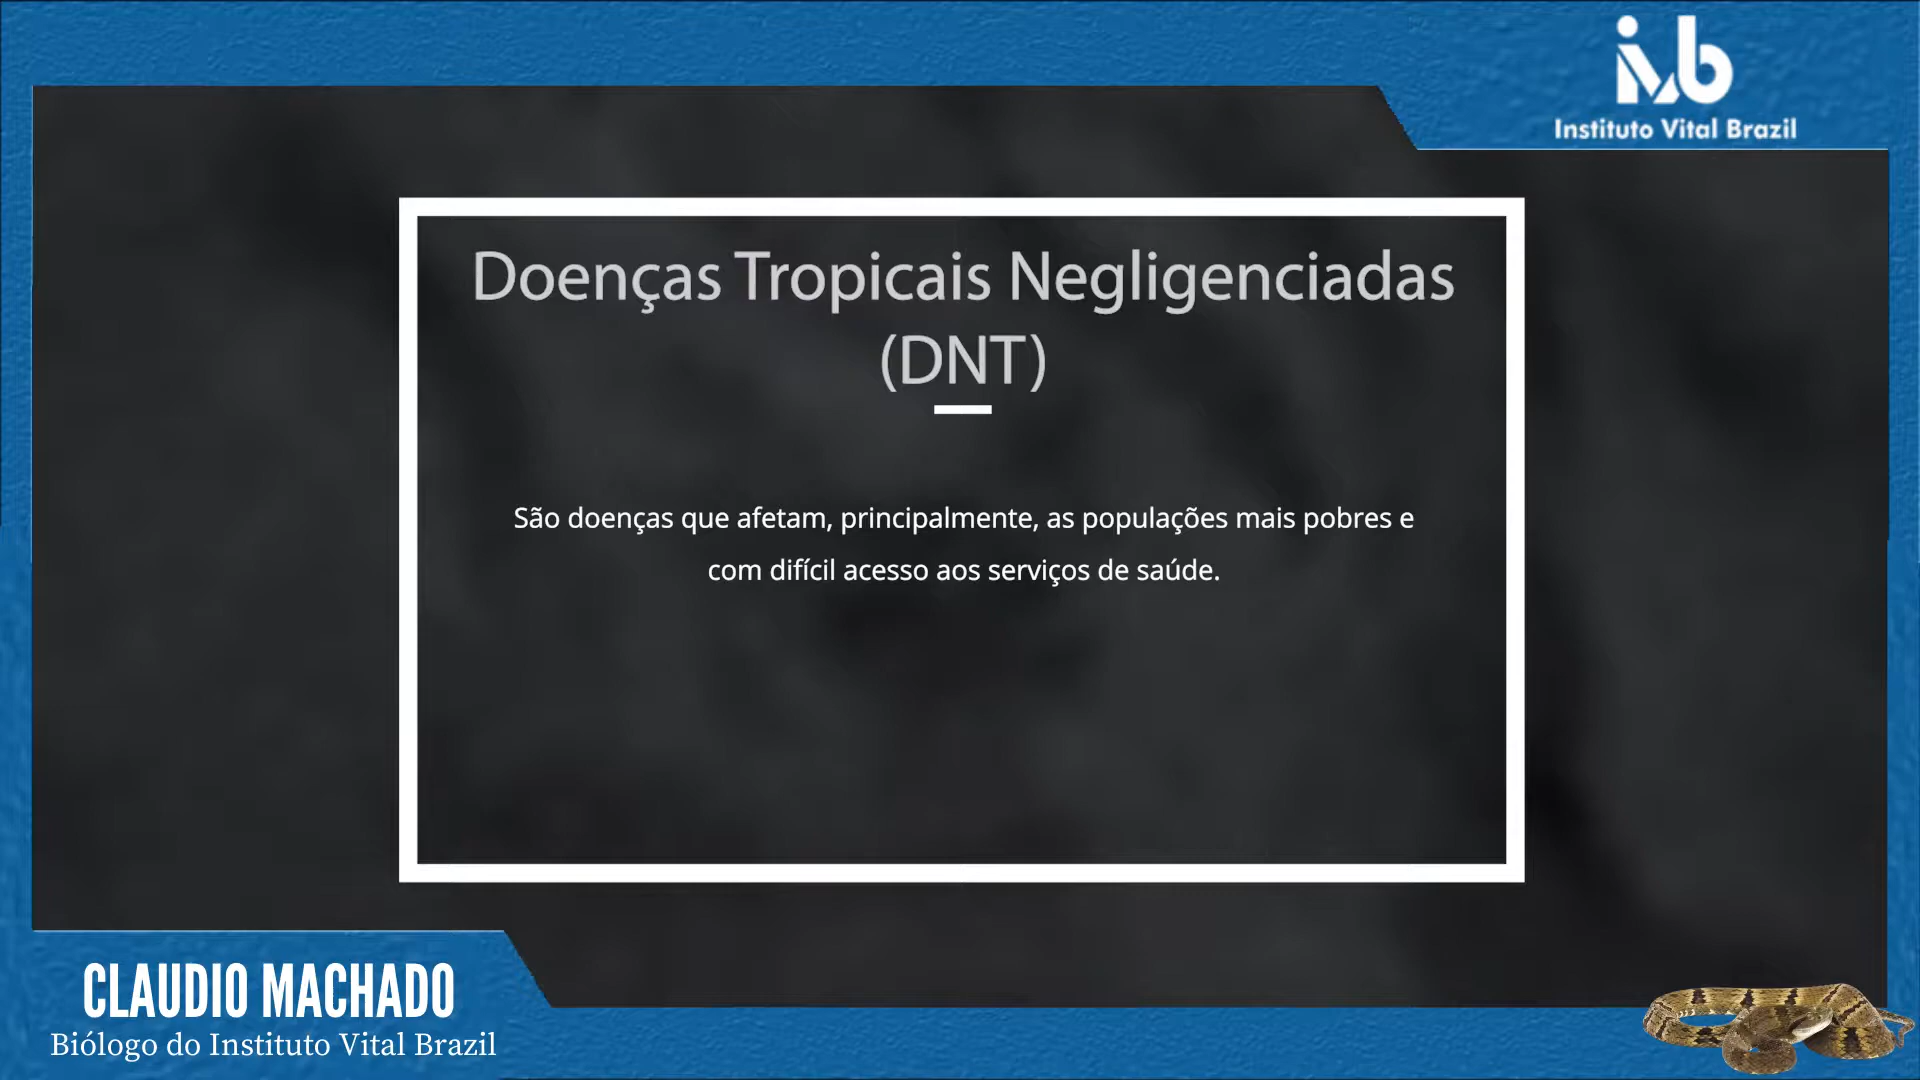 ivb
Instituto Vital Brazil
Doenças Tropicais Negligenciadas
(DNT)
São doenças que afetam, principalmente, as populações mais pobres e
com difícil acesso aos serviços de saúde.
CLAUDIO MACHADO
Biólogo do Instituto Vital Brazil